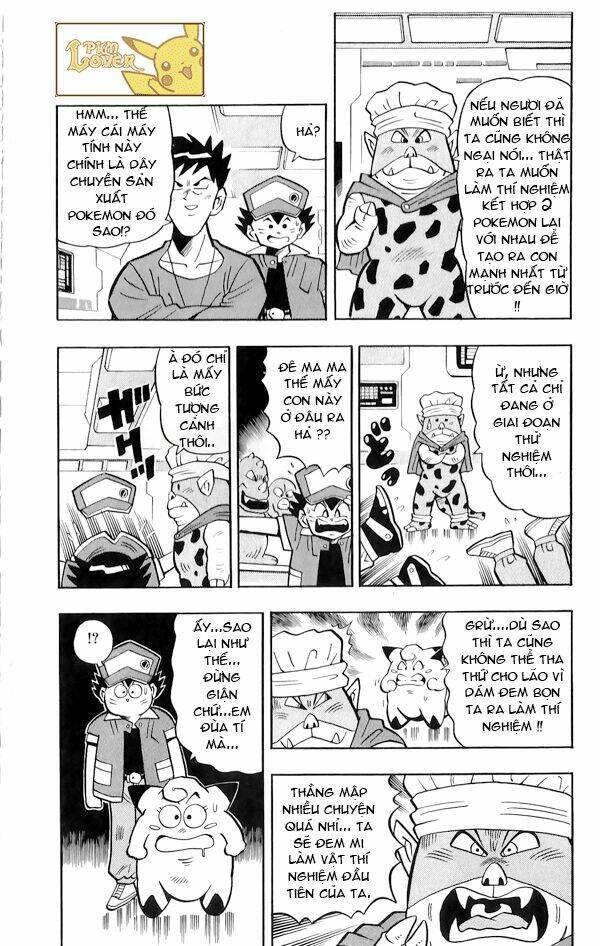 PKM
LOVER
NẾU NGƯƠI ĐÃ
MUỐN BIẾT THÌ
TA CŨNG KHÔNG
NGẠI NÓI... THẬT
RA TA MUỐN
LÀM THÍ NGHIỆM
KẾT HỢP 2
POKEMON LẠI
VỚI NHAU ĐỂ
TẠO RA CON
MẠNH NHẤT TỪ
TRƯỚC ĐẾN GIỜ
!!
HẢ?
HMM... THẾ
MẤY CÁI MÁY
TÍNH NÀY
CHÍNH LÀ DÂY
CHUYỀN SẢN
XUẤT
POKEMON ĐÓ
SAO!?
Ừ, NHƯNG
TẤT CẢ CHỈ
ĐANG Ở
GIAI ĐOẠN
THỬ
NGHIỆM
THÔI...
ĐÊ MA MA
THẾ MẤY
CON NÀY
Ở ĐÂU RA
HẢ ??
À ĐÓ CHỈ
LÀ MẤY
BỨC
TƯỢNG
CẢNH
THÔI..
GRỪ....DÙ SAO
THÌ TA CŨNG
KHÔNG THỂ THA
THỨ CHO LÁO VÌ
DÁM ĐEM BỌN
TA RA LÀM THÍ
NGHIỆM !!
ẤY...SAO
LẠI NHƯ
THẾ...
ĐỪNG
GIẬN
CHỨ...EM
ĐÙA TÍ
MÀ...
!?
THẰNG MẬP
NHIỀU CHUYỆN
QUÁ NHỈ... TA
SẼ ĐEM MI
LÀM VẬT THÍ
NGHIỆM ĐẦU
TIÊN CỦA TA.